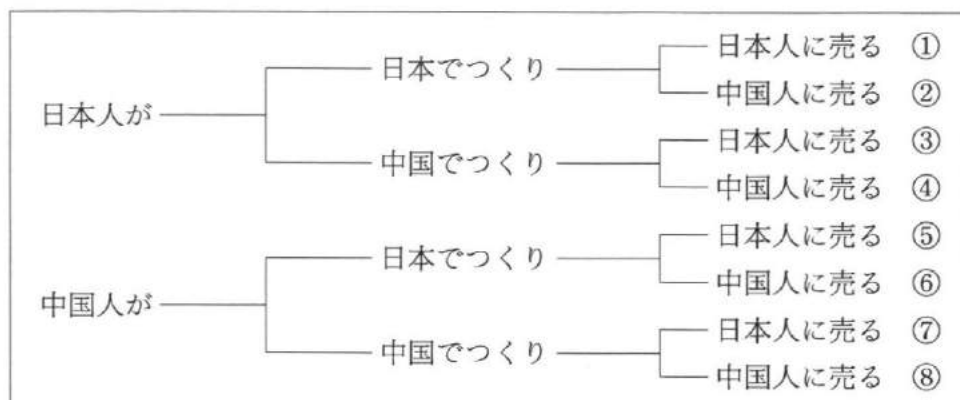 日本人に売る ①
日本でつくり
中国人に売る ②
日本人が
日本人に売る ③
中国でつくり
中国人に売る ④
日本人に売る ⑤
日本でつくり
中国人に売る ⑥
中国人が
日本人に売る ⑦
中国でつくり
中国人に売る ⑧